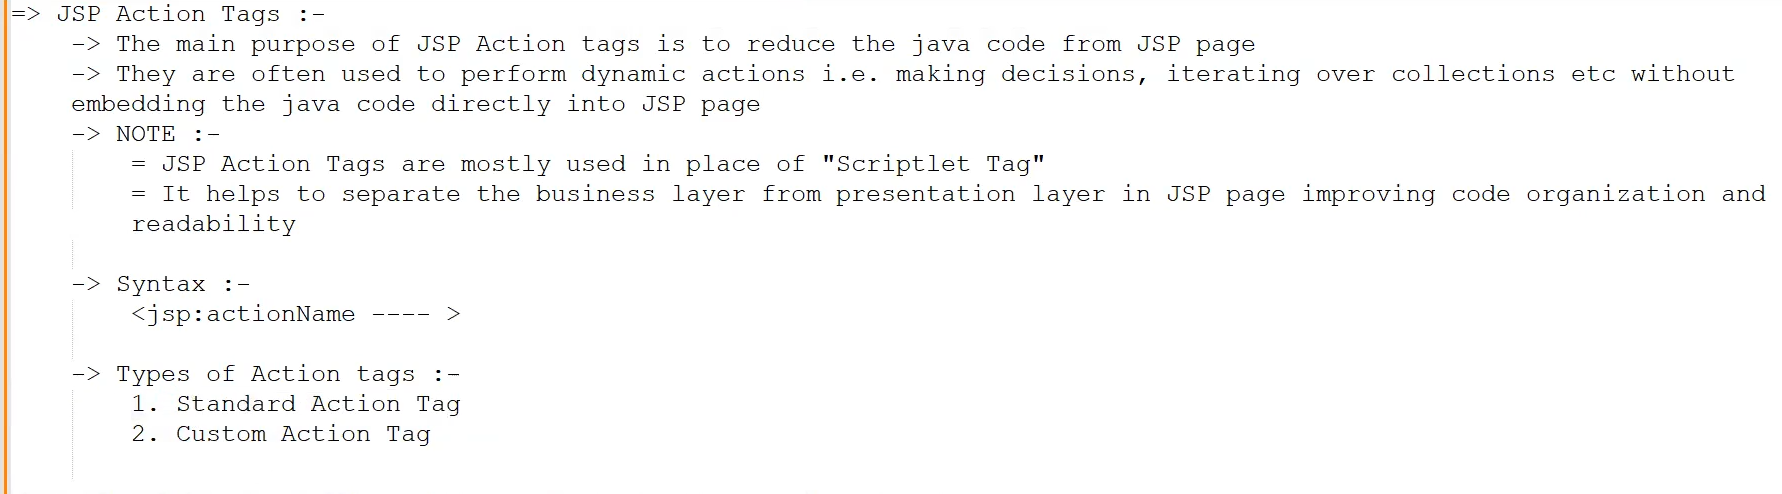 => JSP Action Tags :-
-> The main purpose of JSP Action tags is to reduce the java code from JSP page
-> They are often used to perform dynamic actions i.e. making decisions, iterating over collections etc without
embedding the java code directly into JSP page
-> NOTE :-
= JSP Action Tags are mostly used in place of "Scriptlet Tag"
= It helps to separate the business layer from presentation layer in JSP page improving code organization and
readability
-> Syntax :-
<jsp:actionName ---- >
-> Types of Action tags :-
1. Standard Action Tag
2. Custom Action Tag